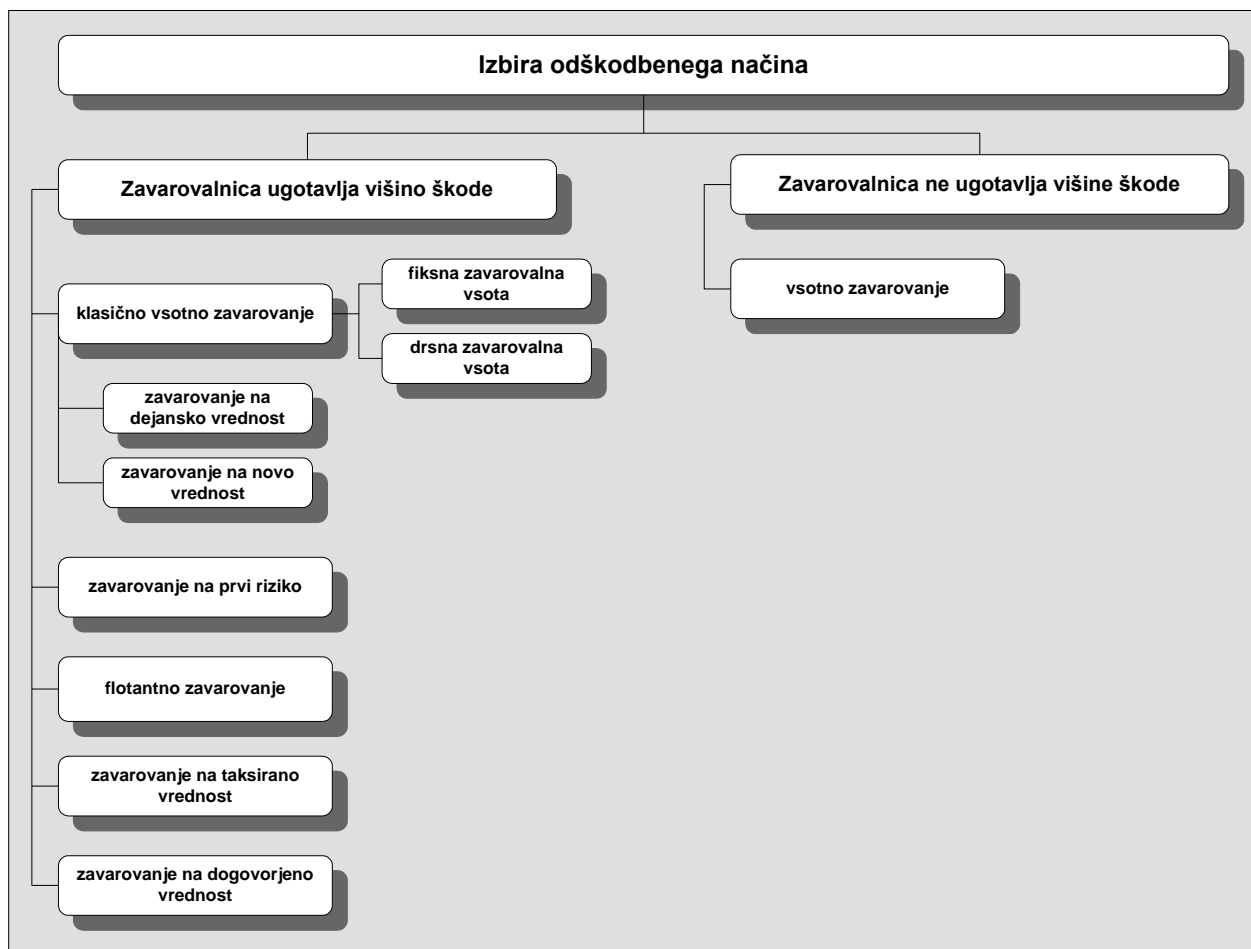 Izbira odškodbenega načina
Zavarovalnica ugotavlja višino škode
Zavarovalnica ne ugotavlja višine škode
klasično vsotno zavarovanje
fiksna zavarovalna
vsota
drsna zavarovalna
vsota
vsotno zavarovanje
zavarovanje na
dejansko vrednost
zavarovanje na novo
vrednost
zavarovanje na prvi riziko
flotantno zavarovanje
zavarovanje na taksirano
vrednost
zavarovanje na dogovorjeno
vrednost